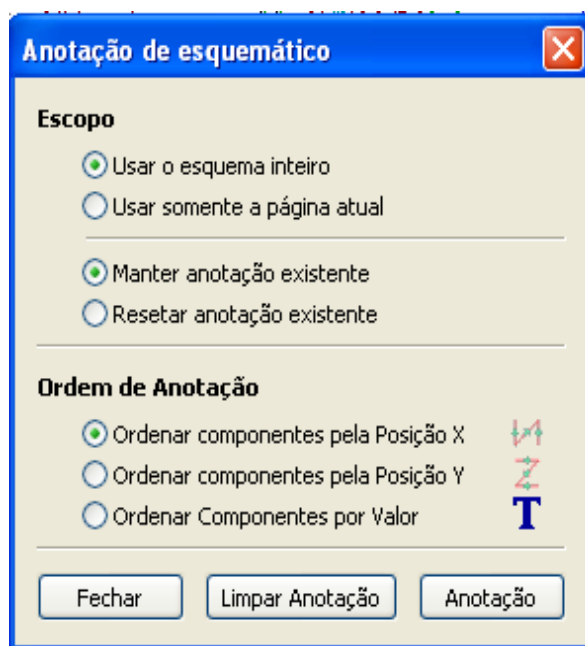 Anotação de esquemático
Escopo
Usar o esquema inteiro
Usar somente a página atual
Manter anotação existente
Resetar anotação existente
Ordem de Anotação
Ordenar componentes pela Posição X
Ordenar componentes pela Posição Y
Ordenar Componentes por Valor T
Fechar Limpar Anotação Anotação